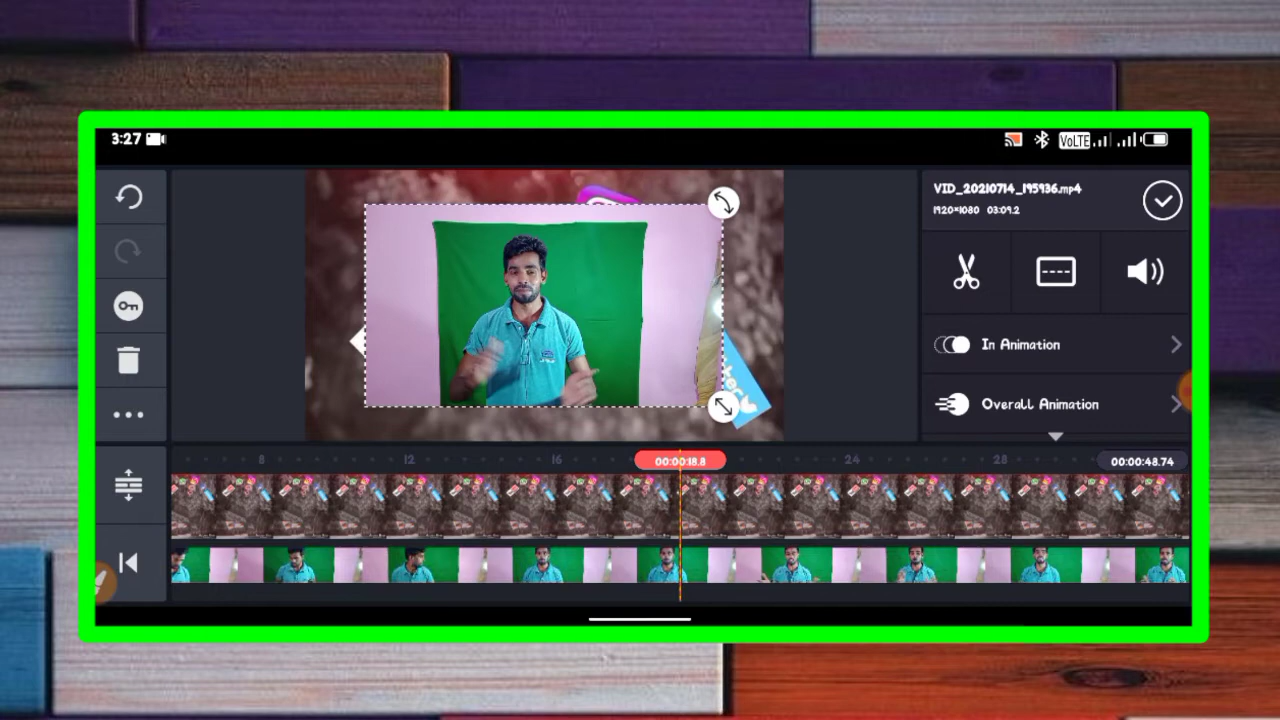 3:27
VoLTE
VID_20210714_195936.mp4
1920×1080 03:09.2
In Animation
Overall Animation
8 12 16 00:00:18.8 24 28 00:00:48.74